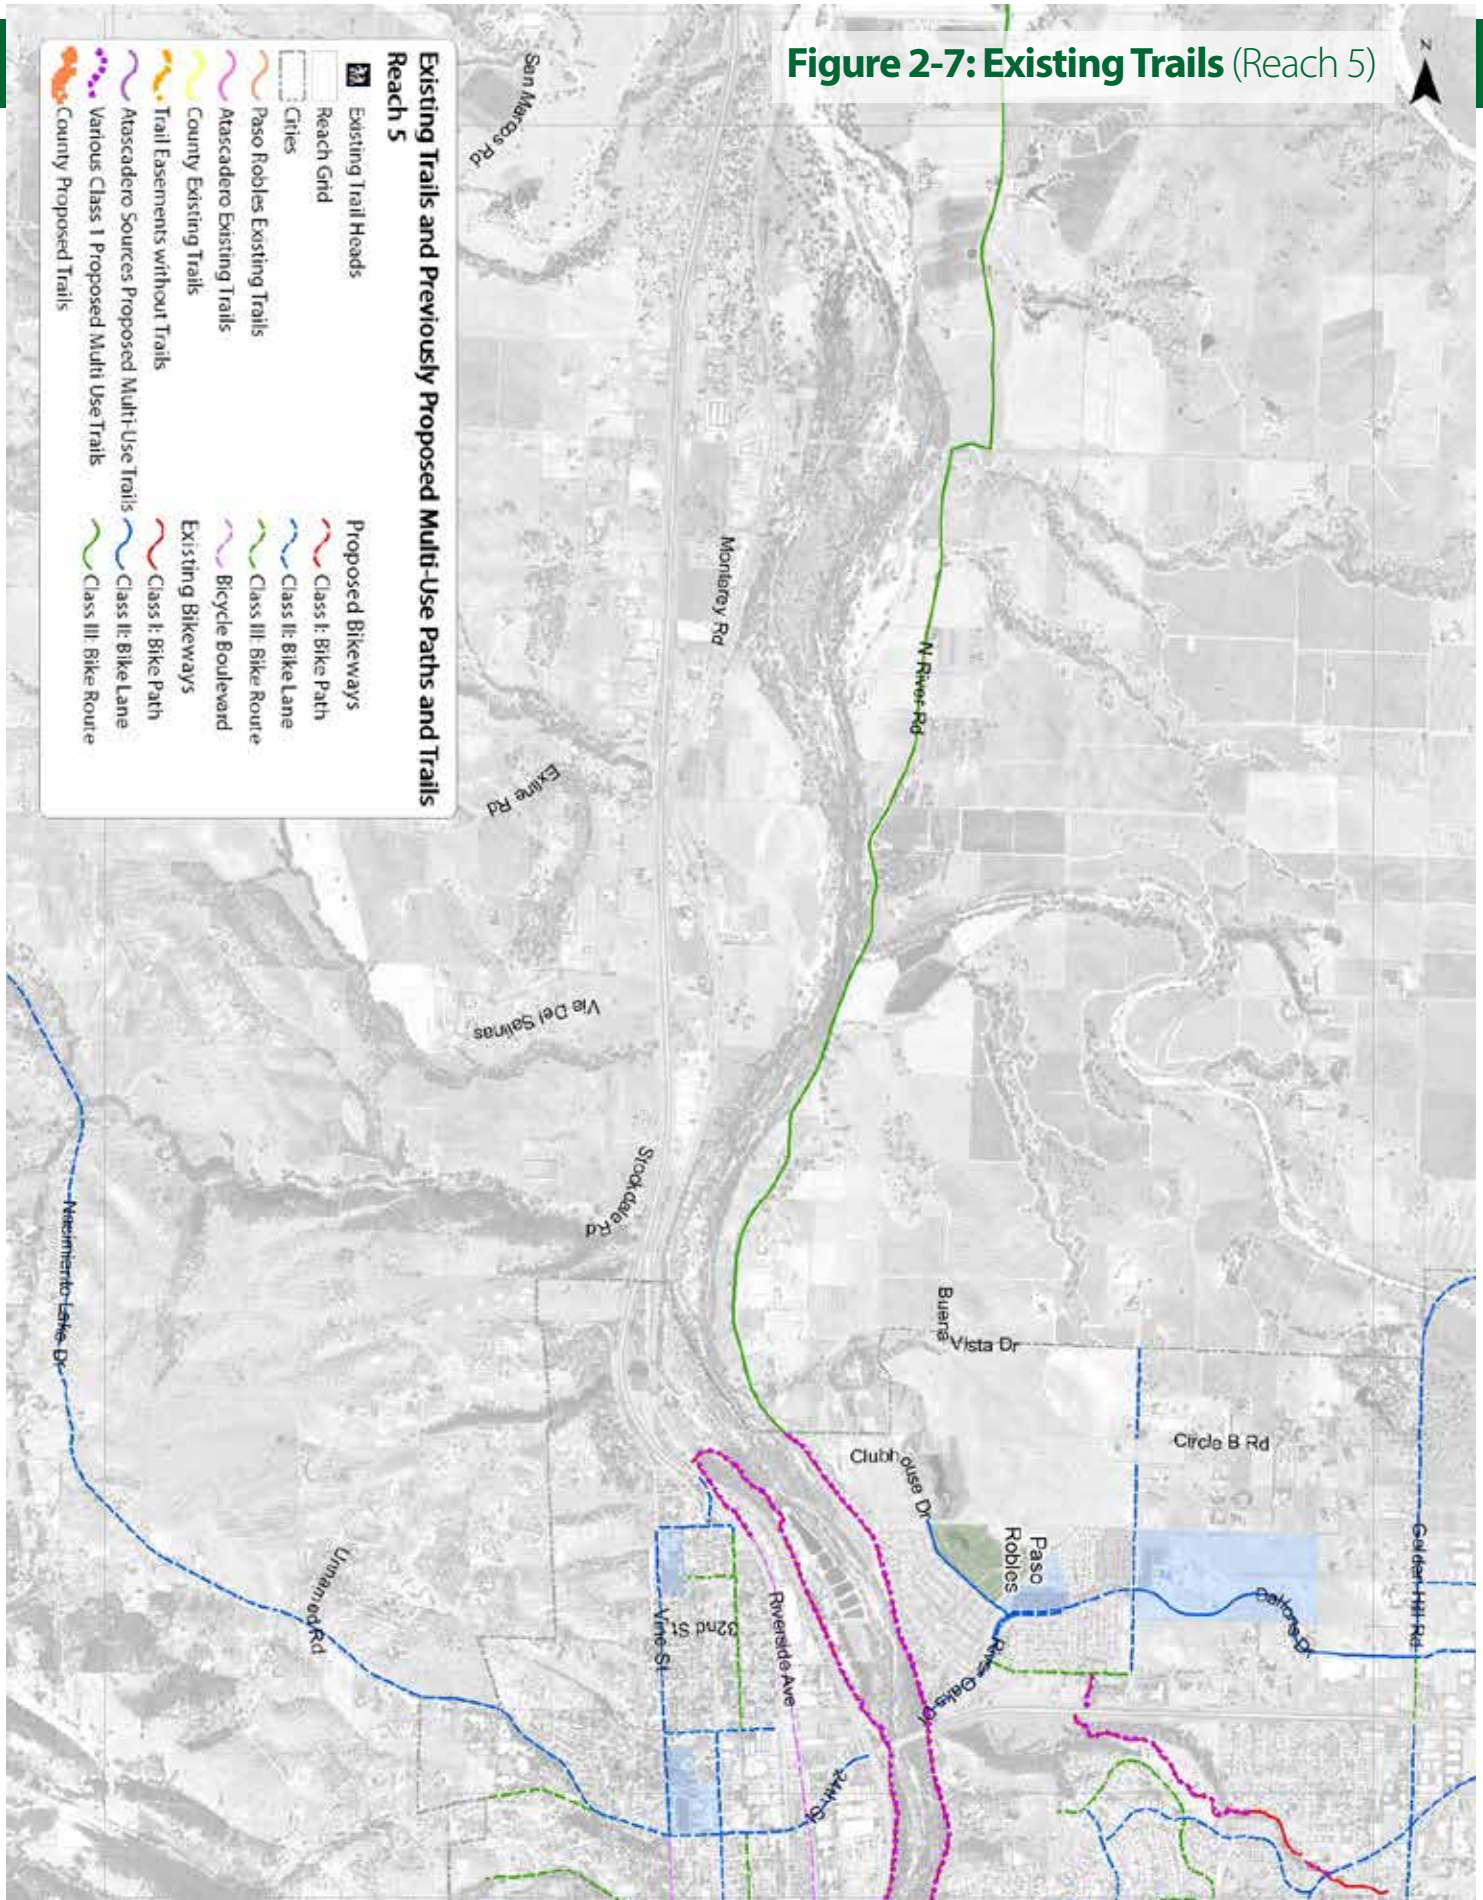 Figure 2-7: Existing Trails (Reach 5)
N
San Marcos Rd
Monterey Rd
N River Rd
Exline Rd
Via Del Salinas
Stockdale Rd
Nacimiento Lake Dr
Unnamed Rd
Buena
Vista Dr
Circle B Rd
Clubhouse Dr
Paso
Robles
Golden Hill Rd
Dallons Dr
River Oaks Dr
Riverside Ave
32nd St
Vine St
24th St
Existing Trails and Previously Proposed Multi-Use Paths and Trails
Reach 5
Existing Trail Heads
Reach Grid
Cities
Paso Robles Existing Trails
Atascadero Existing Trails
County Existing Trails
Trail Easements without Trails
Atascadero Sources Proposed Multi-Use Trails
Various Class 1 Proposed Multi Use Trails
County Proposed Trails
Proposed Bikeways
Class I: Bike Path
Class II: Bike Lane
Class III: Bike Route
Bicycle Boulevard
Existing Bikeways
Class I: Bike Path
Class II: Bike Lane
Class III: Bike Route